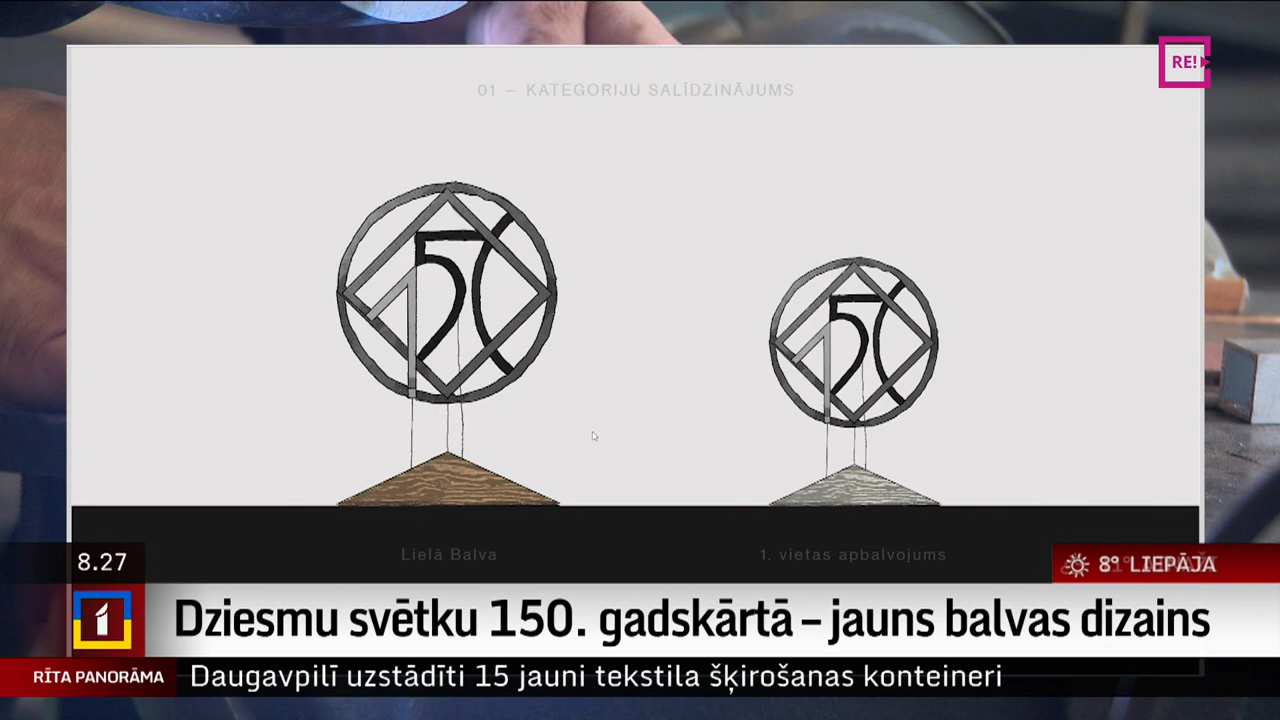 RE!
01 – KATEGORIJU SALĪDZINĀJUMS
150
150
Lielā Balva
1. vietas apbalvojums
8.27
8° LIEPĀJA
1
Dziesmu svētku 150. gadskārtā – jauns balvas dizains
RĪTA PANORĀMA
Daugavpilī uzstādīti 15 jauni tekstila šķirošanas konteineri